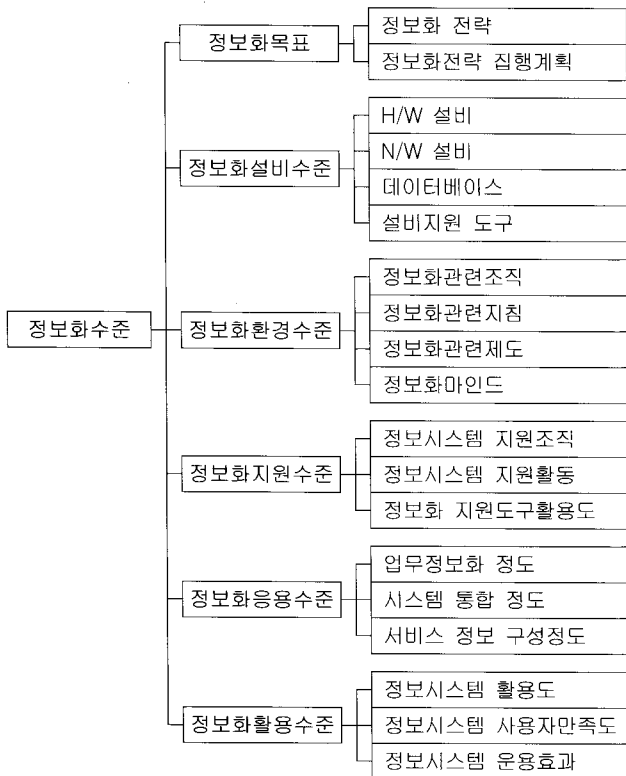 정보화수준
정보화목표
정보화 전략
정보화전략 집행계획
정보화설비수준
H/W 설비
N/W 설비
데이터베이스
설비지원 도구
정보화환경수준
정보화관련조직
정보화관련지침
정보화관련제도
정보화마인드
정보화지원수준
정보시스템 지원조직
정보시스템 지원활동
정보화 지원도구활용도
정보화응용수준
업무정보화 정도
시스템 통합 정도
서비스 정보 구성정도
정보화활용수준
정보시스템 활용도
정보시스템 사용자만족도
정보시스템 운용효과